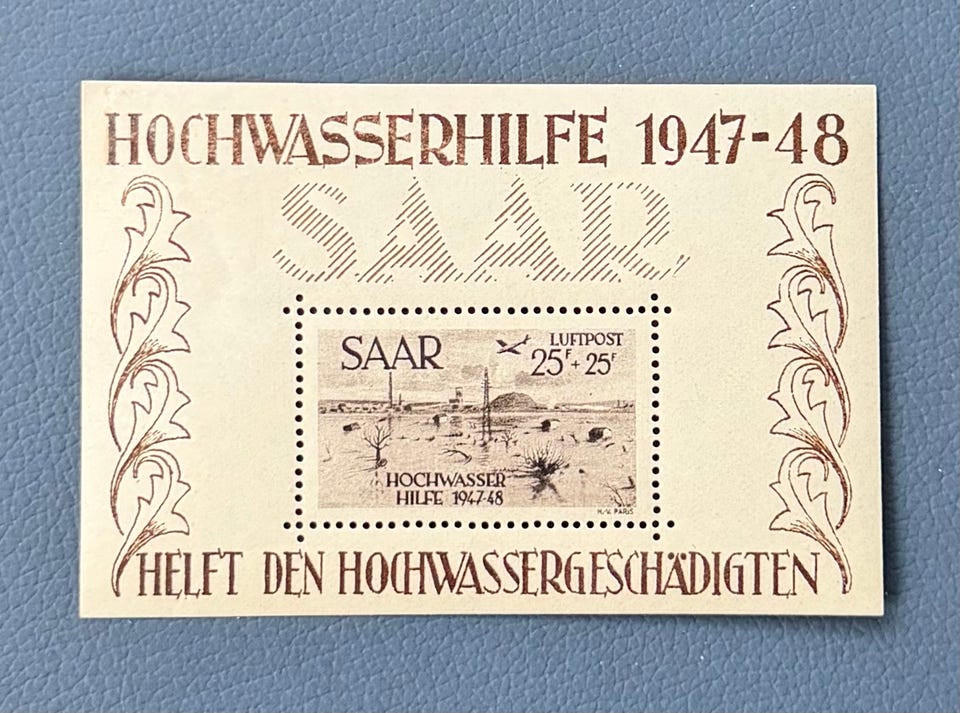 HOCHWASSERHILFE 1947-48
SAAR
SAAR
LUFTPOST
25F + 25F
HOCHWASSER
HILFE 1947-48
H.V. PARIS
HELFT DEN HOCHWASSERGESCHÄDIGTEN